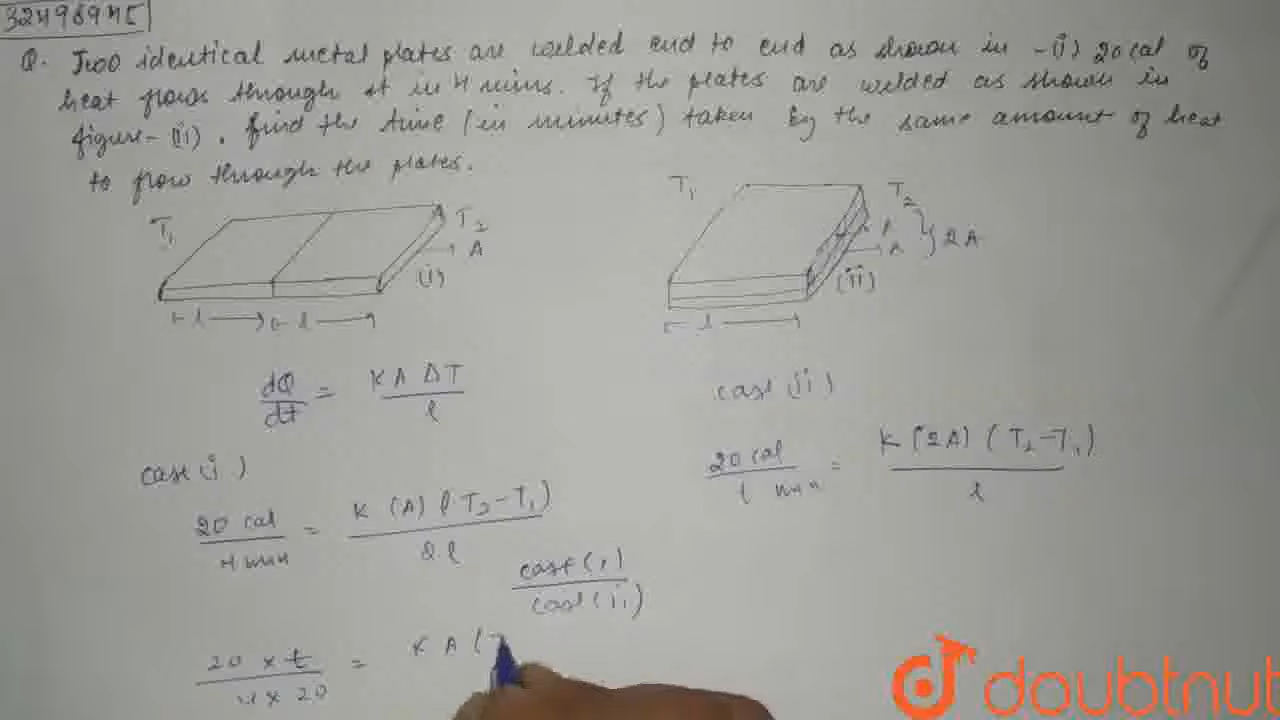 32496945
Q. Two identical metal plates are welded end to end as shown in -(i) 20 cal of
heat flows through it in 4 mins. If the plates are welded as shown in
figure-(ii). find the time (in minutes) taken by the same amount of heat
to flow through the plates.
T₁ T₂
A
(i)
l l
T₁ T₂
A
A
2A
(ii)
l
dQ/dt = K A ΔT / l
case (i)
20 cal / 4 min = K (A) (T₂-T₁) / 2l
case (ii)
20 cal / t min = K (2A) (T₂-T₁) / l
case(i) / case(ii)
20 × t / 4 × 20 = K A (
doubtnut